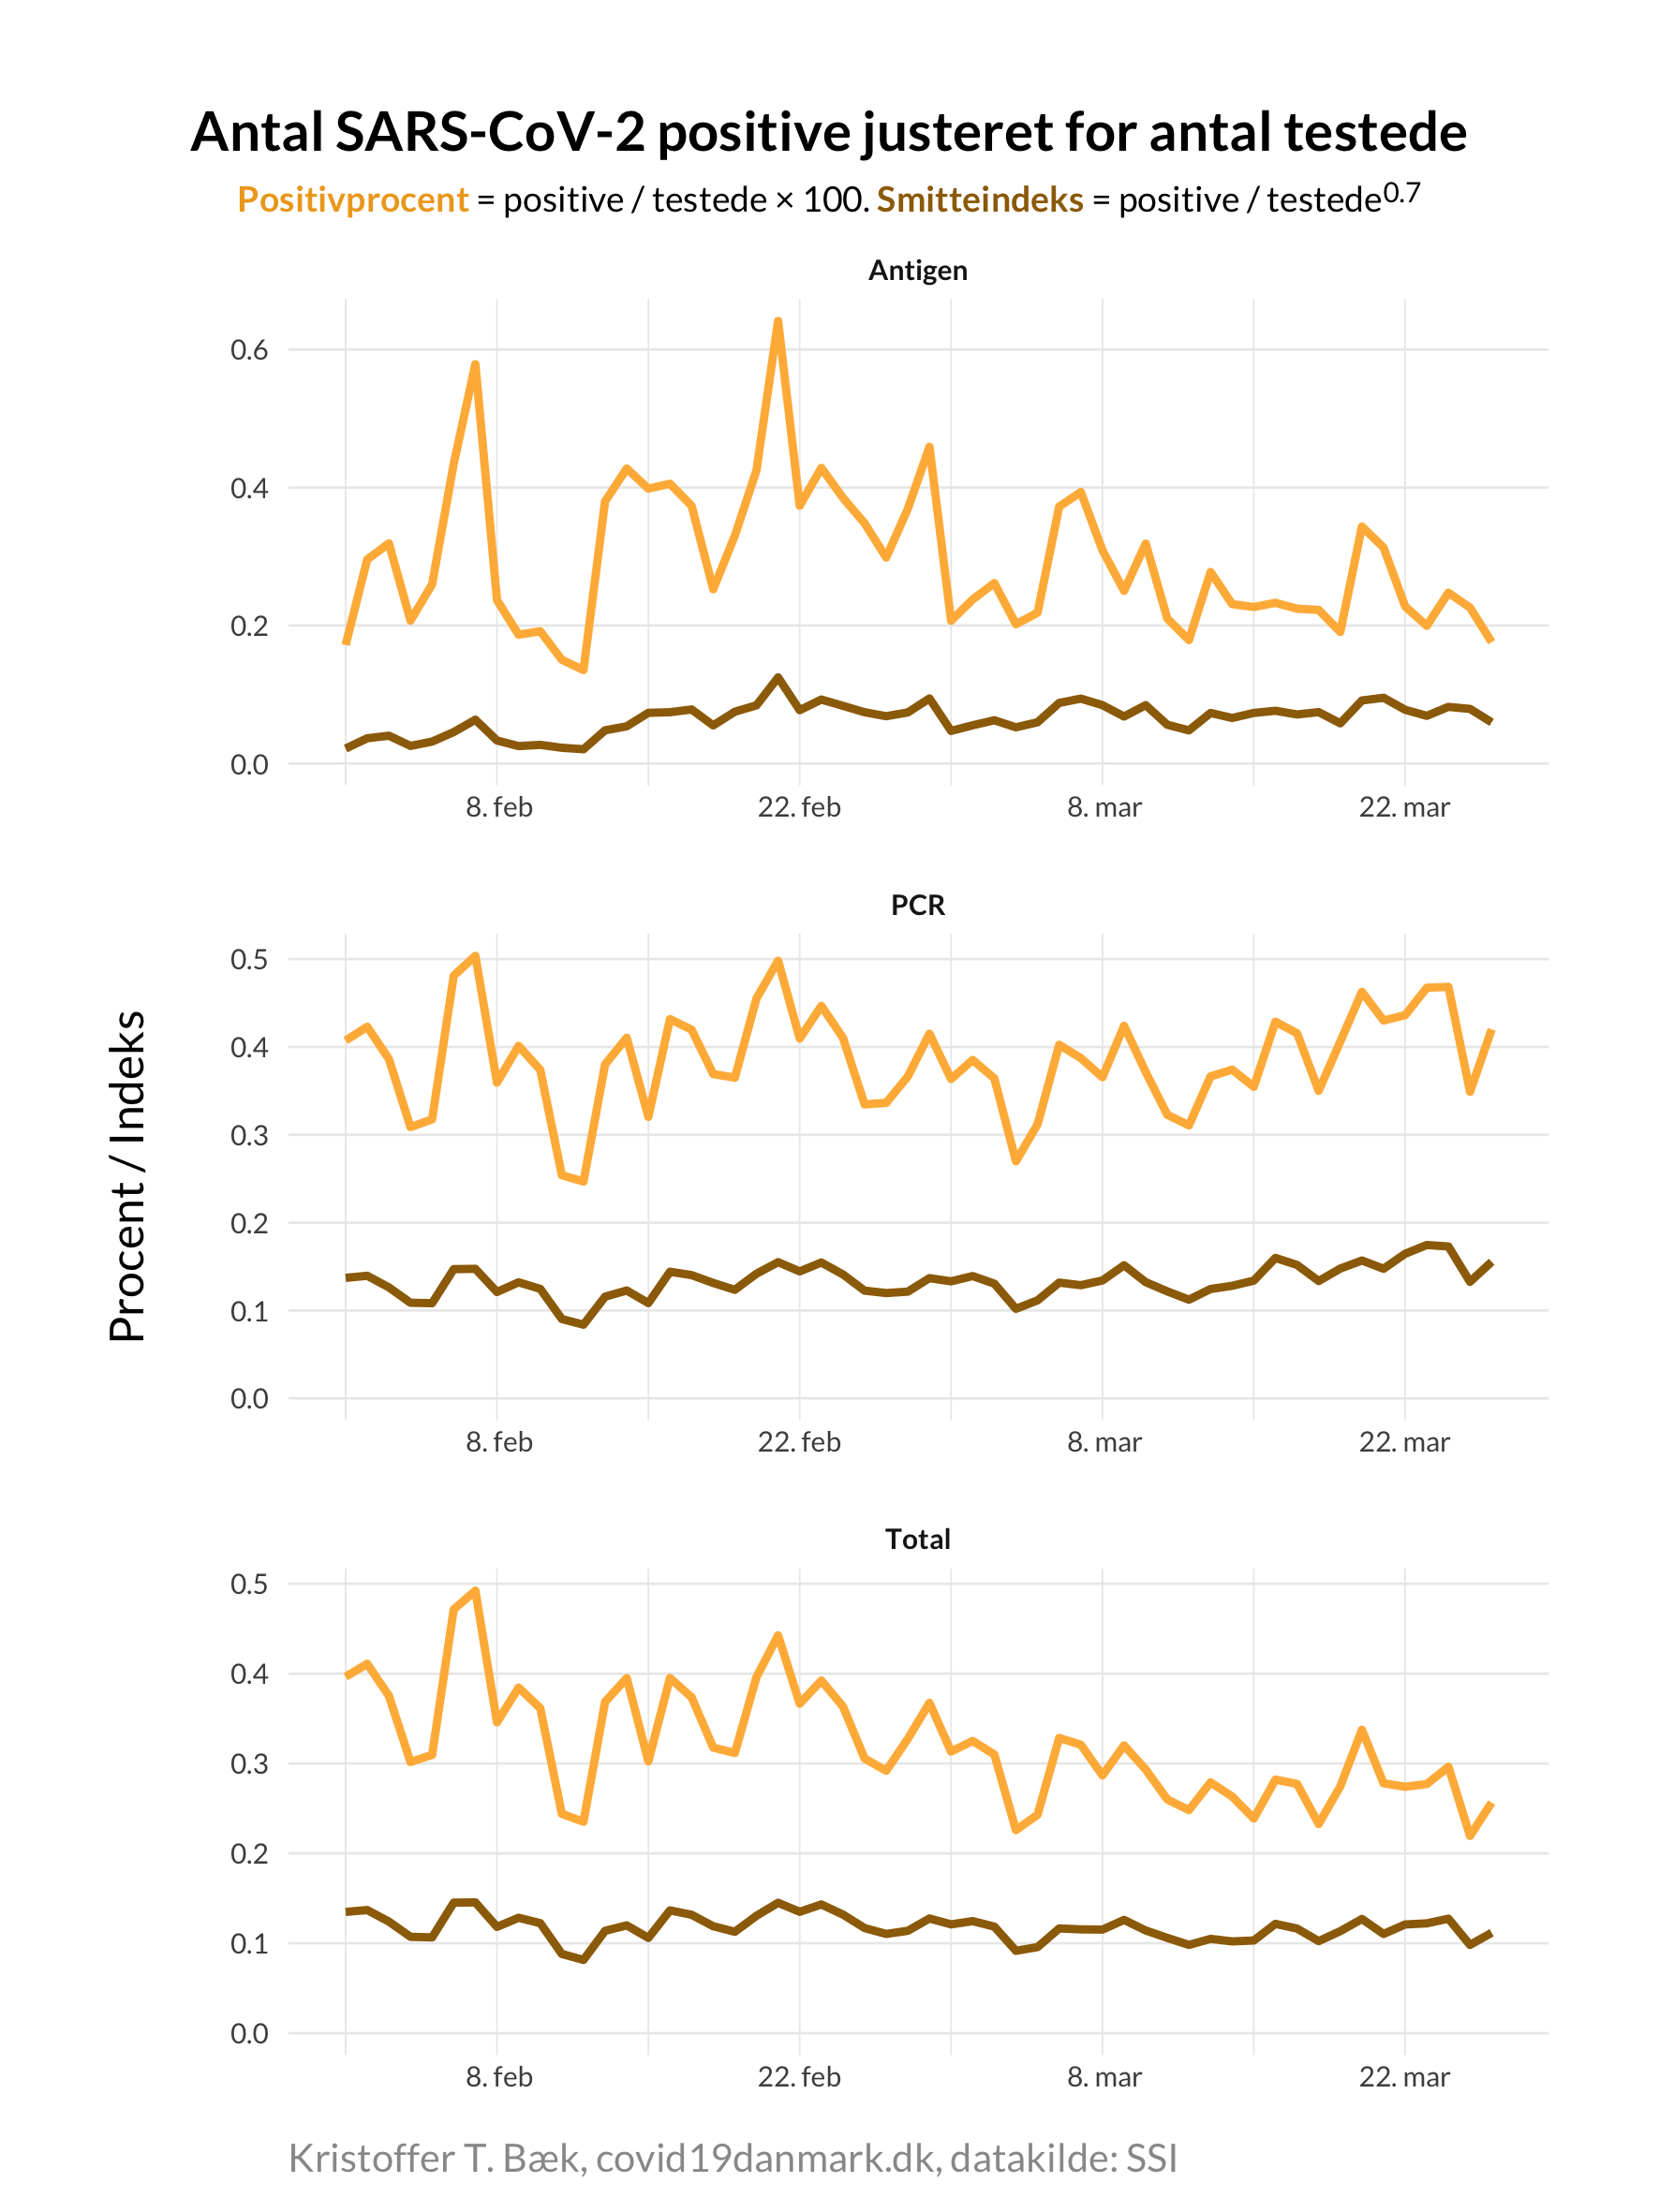 Antal SARS-CoV-2 positive justeret for antal testede
Positivprocent = positive / testede × 100. Smitteindeks = positive / testede^0.7
Antigen
0.6
0.4
0.2
0.0
8. feb 22. feb 8. mar 22. mar
Procent / Indeks
PCR
0.5
0.4
0.3
0.2
0.1
0.0
8. feb 22. feb 8. mar 22. mar
Total
0.5
0.4
0.3
0.2
0.1
0.0
8. feb 22. feb 8. mar 22. mar
Kristoffer T. Bæk, covid19danmark.dk, datakilde: SSI